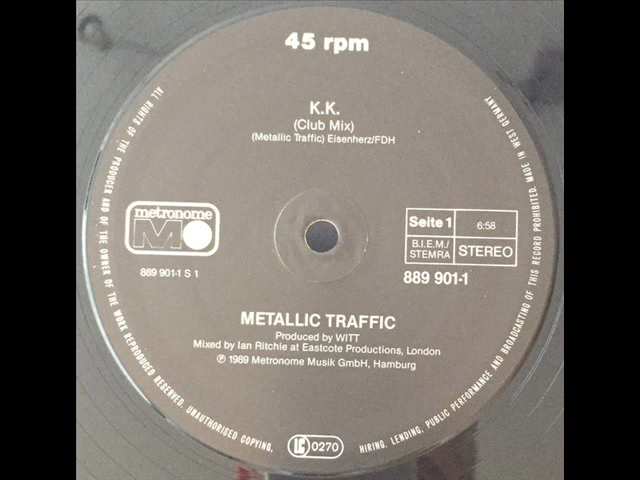 45 rpm
K.K.
(Club Mix)
(Metallic Traffic) Eisenherz/FDH
metronome
M
889 901-1 S 1
Seite 1
6:58
B.I.E.M./
STEMRA
STEREO
889 901-1
METALLIC TRAFFIC
Produced by WITT
Mixed by Ian Ritchie at Eastcote Productions, London
Ⓟ 1989 Metronome Musik GmbH, Hamburg
LC 0270
ALL RIGHTS OF THE PRODUCER AND OF THE OWNER OF THE WORK REPRODUCED RESERVED. UNAUTHORISED COPYING, HIRING, LENDING, PUBLIC PERFORMANCE AND BROADCASTING OF THIS RECORD PROHIBITED. MADE IN WEST GERMANY